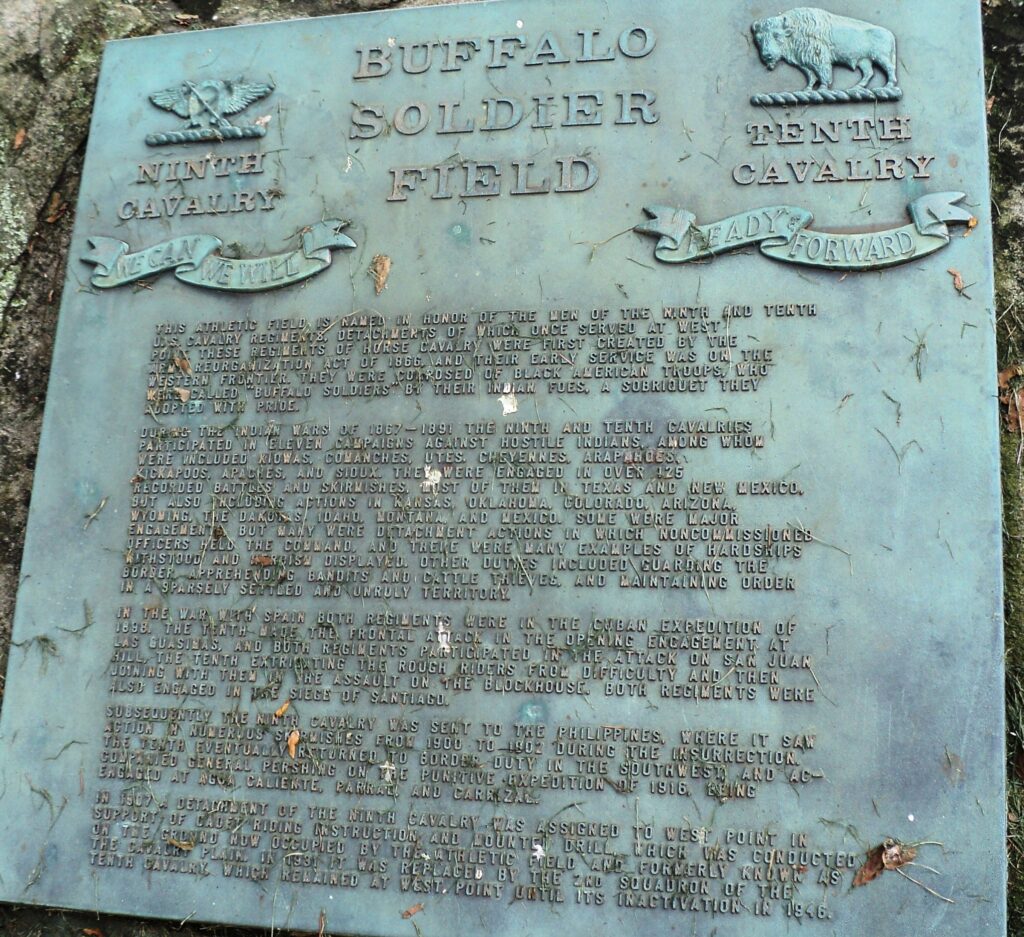 BUFFALO
SOLDIER
FIELD
NINTH
CAVALRY
WE CAN WE WILL
TENTH
CAVALRY
READY & FORWARD
THIS ATHLETIC FIELD IS NAMED IN HONOR OF THE MEN OF THE NINTH AND TENTH
U.S. CAVALRY REGIMENTS, DETACHMENTS OF WHICH ONCE SERVED AT WEST
POINT. THESE REGIMENTS OF HORSE CAVALRY WERE FIRST CREATED BY THE
ARMY REORGANIZATION ACT OF 1866, AND THEIR EARLY SERVICE WAS ON THE
WESTERN FRONTIER. THEY WERE COMPOSED OF BLACK AMERICAN TROOPS, WHO
WERE CALLED "BUFFALO SOLDIERS" BY THEIR INDIAN FOES, A SOBRIQUET THEY
ADOPTED WITH PRIDE.
DURING THE INDIAN WARS OF 1867-1891 THE NINTH AND TENTH CAVALRIES
PARTICIPATED IN ELEVEN CAMPAIGNS AGAINST HOSTILE INDIANS, AMONG WHOM
WERE INCLUDED KIOWAS, COMANCHES, UTES, CHEYENNES, ARAPAHOES,
KICKAPOOS, APACHES, AND SIOUX. THEY WERE ENGAGED IN OVER 125
RECORDED BATTLES AND SKIRMISHES, MOST OF THEM IN TEXAS AND NEW MEXICO,
BUT ALSO INCLUDING ACTIONS IN KANSAS, OKLAHOMA, COLORADO, ARIZONA,
WYOMING, THE DAKOTAS, IDAHO, MONTANA, AND MEXICO. SOME WERE MAJOR
ENGAGEMENTS, BUT MANY WERE DETACHMENT ACTIONS IN WHICH NONCOMMISSIONED
OFFICERS HELD THE COMMAND, AND THERE WERE MANY EXAMPLES OF HARDSHIPS
WITHSTOOD AND HEROISM DISPLAYED. OTHER DUTIES INCLUDED GUARDING THE
BORDER, APPREHENDING BANDITS AND CATTLE THIEVES, AND MAINTAINING ORDER
IN A SPARSELY SETTLED AND UNRULY TERRITORY.
IN THE WAR WITH SPAIN BOTH REGIMENTS WERE IN THE CUBAN EXPEDITION OF
1898. THE TENTH MADE THE FRONTAL ATTACK IN THE OPENING ENGAGEMENT AT
LAS GUASIMAS, AND BOTH REGIMENTS PARTICIPATED IN THE ATTACK ON SAN JUAN
HILL, THE TENTH EXTRICATING THE ROUGH RIDERS FROM DIFFICULTY AND THEN
JOINING WITH THEM IN THE ASSAULT ON THE BLOCKHOUSE. BOTH REGIMENTS WERE
ALSO ENGAGED IN THE SIEGE OF SANTIAGO.
SUBSEQUENTLY THE NINTH CAVALRY WAS SENT TO THE PHILIPPINES, WHERE IT SAW
ACTION IN NUMEROUS SKIRMISHES FROM 1900 TO 1902 DURING THE INSURRECTION.
THE TENTH EVENTUALLY RETURNED TO BORDER DUTY IN THE SOUTHWEST, AND AC-
COMPANIED GENERAL PERSHING ON THE PUNITIVE EXPEDITION OF 1916, BEING
ENGAGED AT AGUA CALIENTE, PARRAL, AND CARRIZAL.
IN 1907 A DETACHMENT OF THE NINTH CAVALRY WAS ASSIGNED TO WEST POINT IN
SUPPORT OF CADET RIDING INSTRUCTION AND MOUNTED DRILL, WHICH WAS CONDUCTED
ON THE GROUND NOW OCCUPIED BY THE ATHLETIC FIELD AND FORMERLY KNOWN AS
THE CAVALRY PLAIN. IN 1931 IT WAS REPLACED BY THE 2ND SQUADRON OF THE
TENTH CAVALRY, WHICH REMAINED AT WEST POINT UNTIL ITS INACTIVATION IN 1946.